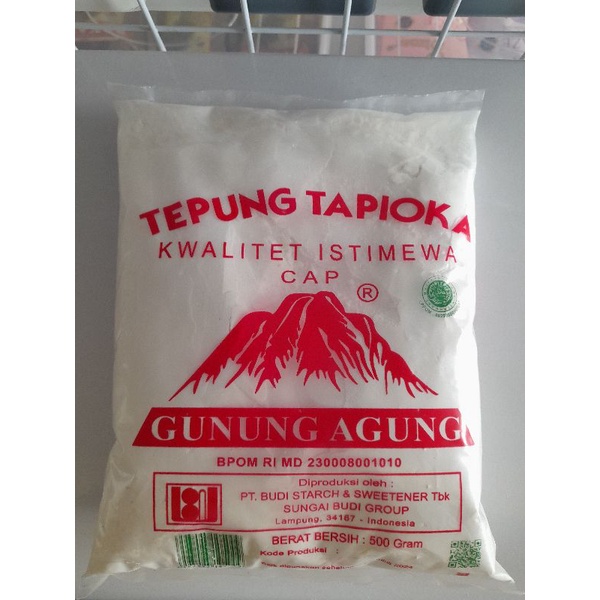 TEPUNG TAPIOKA
KWALITET ISTIMEWA
CAP
®
GUNUNG AGUNG
BPOM RI MD 230008001010
Diproduksi oleh :
PT. BUDI STARCH & SWEETENER Tbk
SUNGAI BUDI GROUP
Lampung, 34167 - Indonesia
BERAT BERSIH : 500 Gram
Kode Produksi :